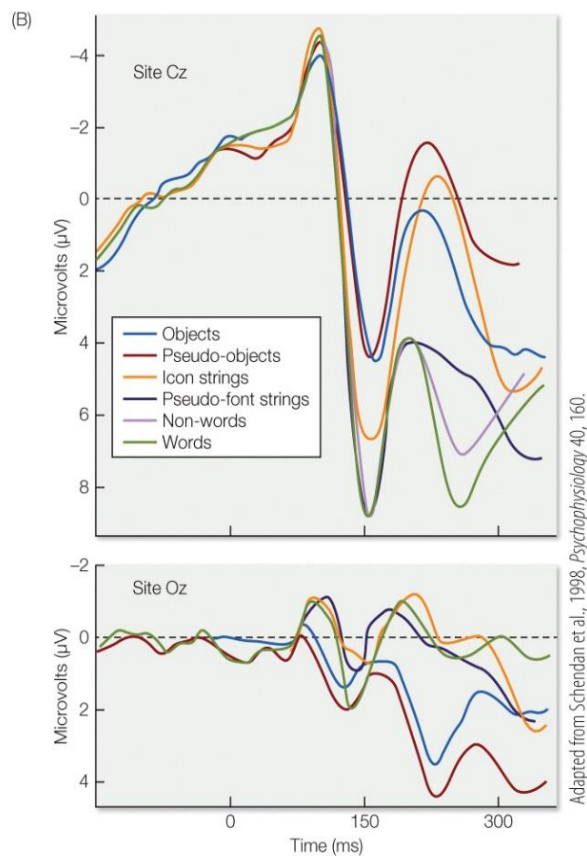 (B)
Site Cz
−4
−2
0
2
4
6
8
Microvolts (µV)
Objects
Pseudo-objects
Icon strings
Pseudo-font strings
Non-words
Words
Site Oz
−2
0
2
4
Microvolts (µV)
0 150 300
Time (ms)
Adapted from Schendan et al., 1998, Psychophysiology 40, 160.